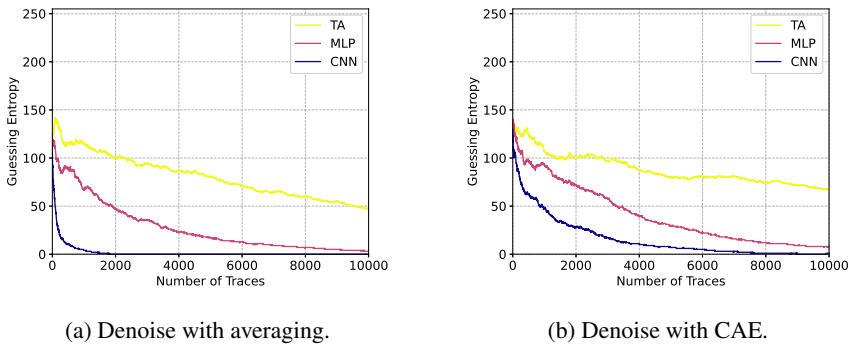 250
200
150
100
50
0
Guessing Entropy
0 2000 4000 6000 8000 10000
Number of Traces
TA
MLP
CNN
(a) Denoise with averaging.
250
200
150
100
50
0
Guessing Entropy
0 2000 4000 6000 8000 10000
Number of Traces
TA
MLP
CNN
(b) Denoise with CAE.